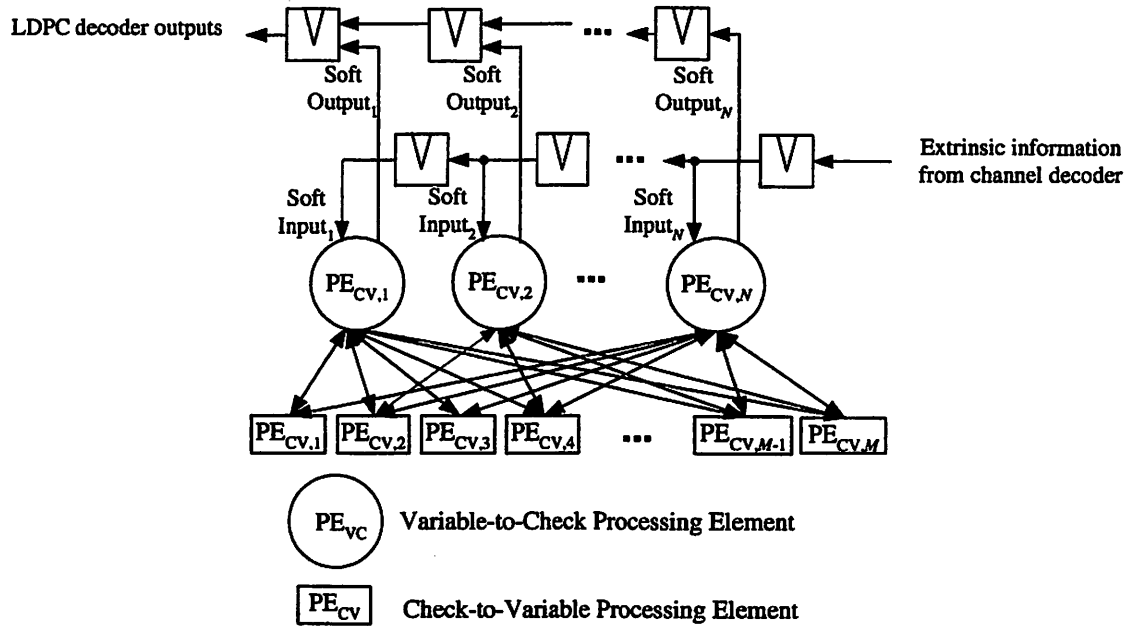 LDPC decoder outputs
V
V
V
Soft
Output1
Soft
Output2
Soft
OutputN
V
V
V
Extrinsic information
from channel decoder
Soft
Input1
Soft
Input2
Soft
InputN
PECV,1
PECV,2
PECV,N
PECV,1
PECV,2
PECV,3
PECV,4
PECV,M-1
PECV,M
PEVC
Variable-to-Check Processing Element
PECV
Check-to-Variable Processing Element